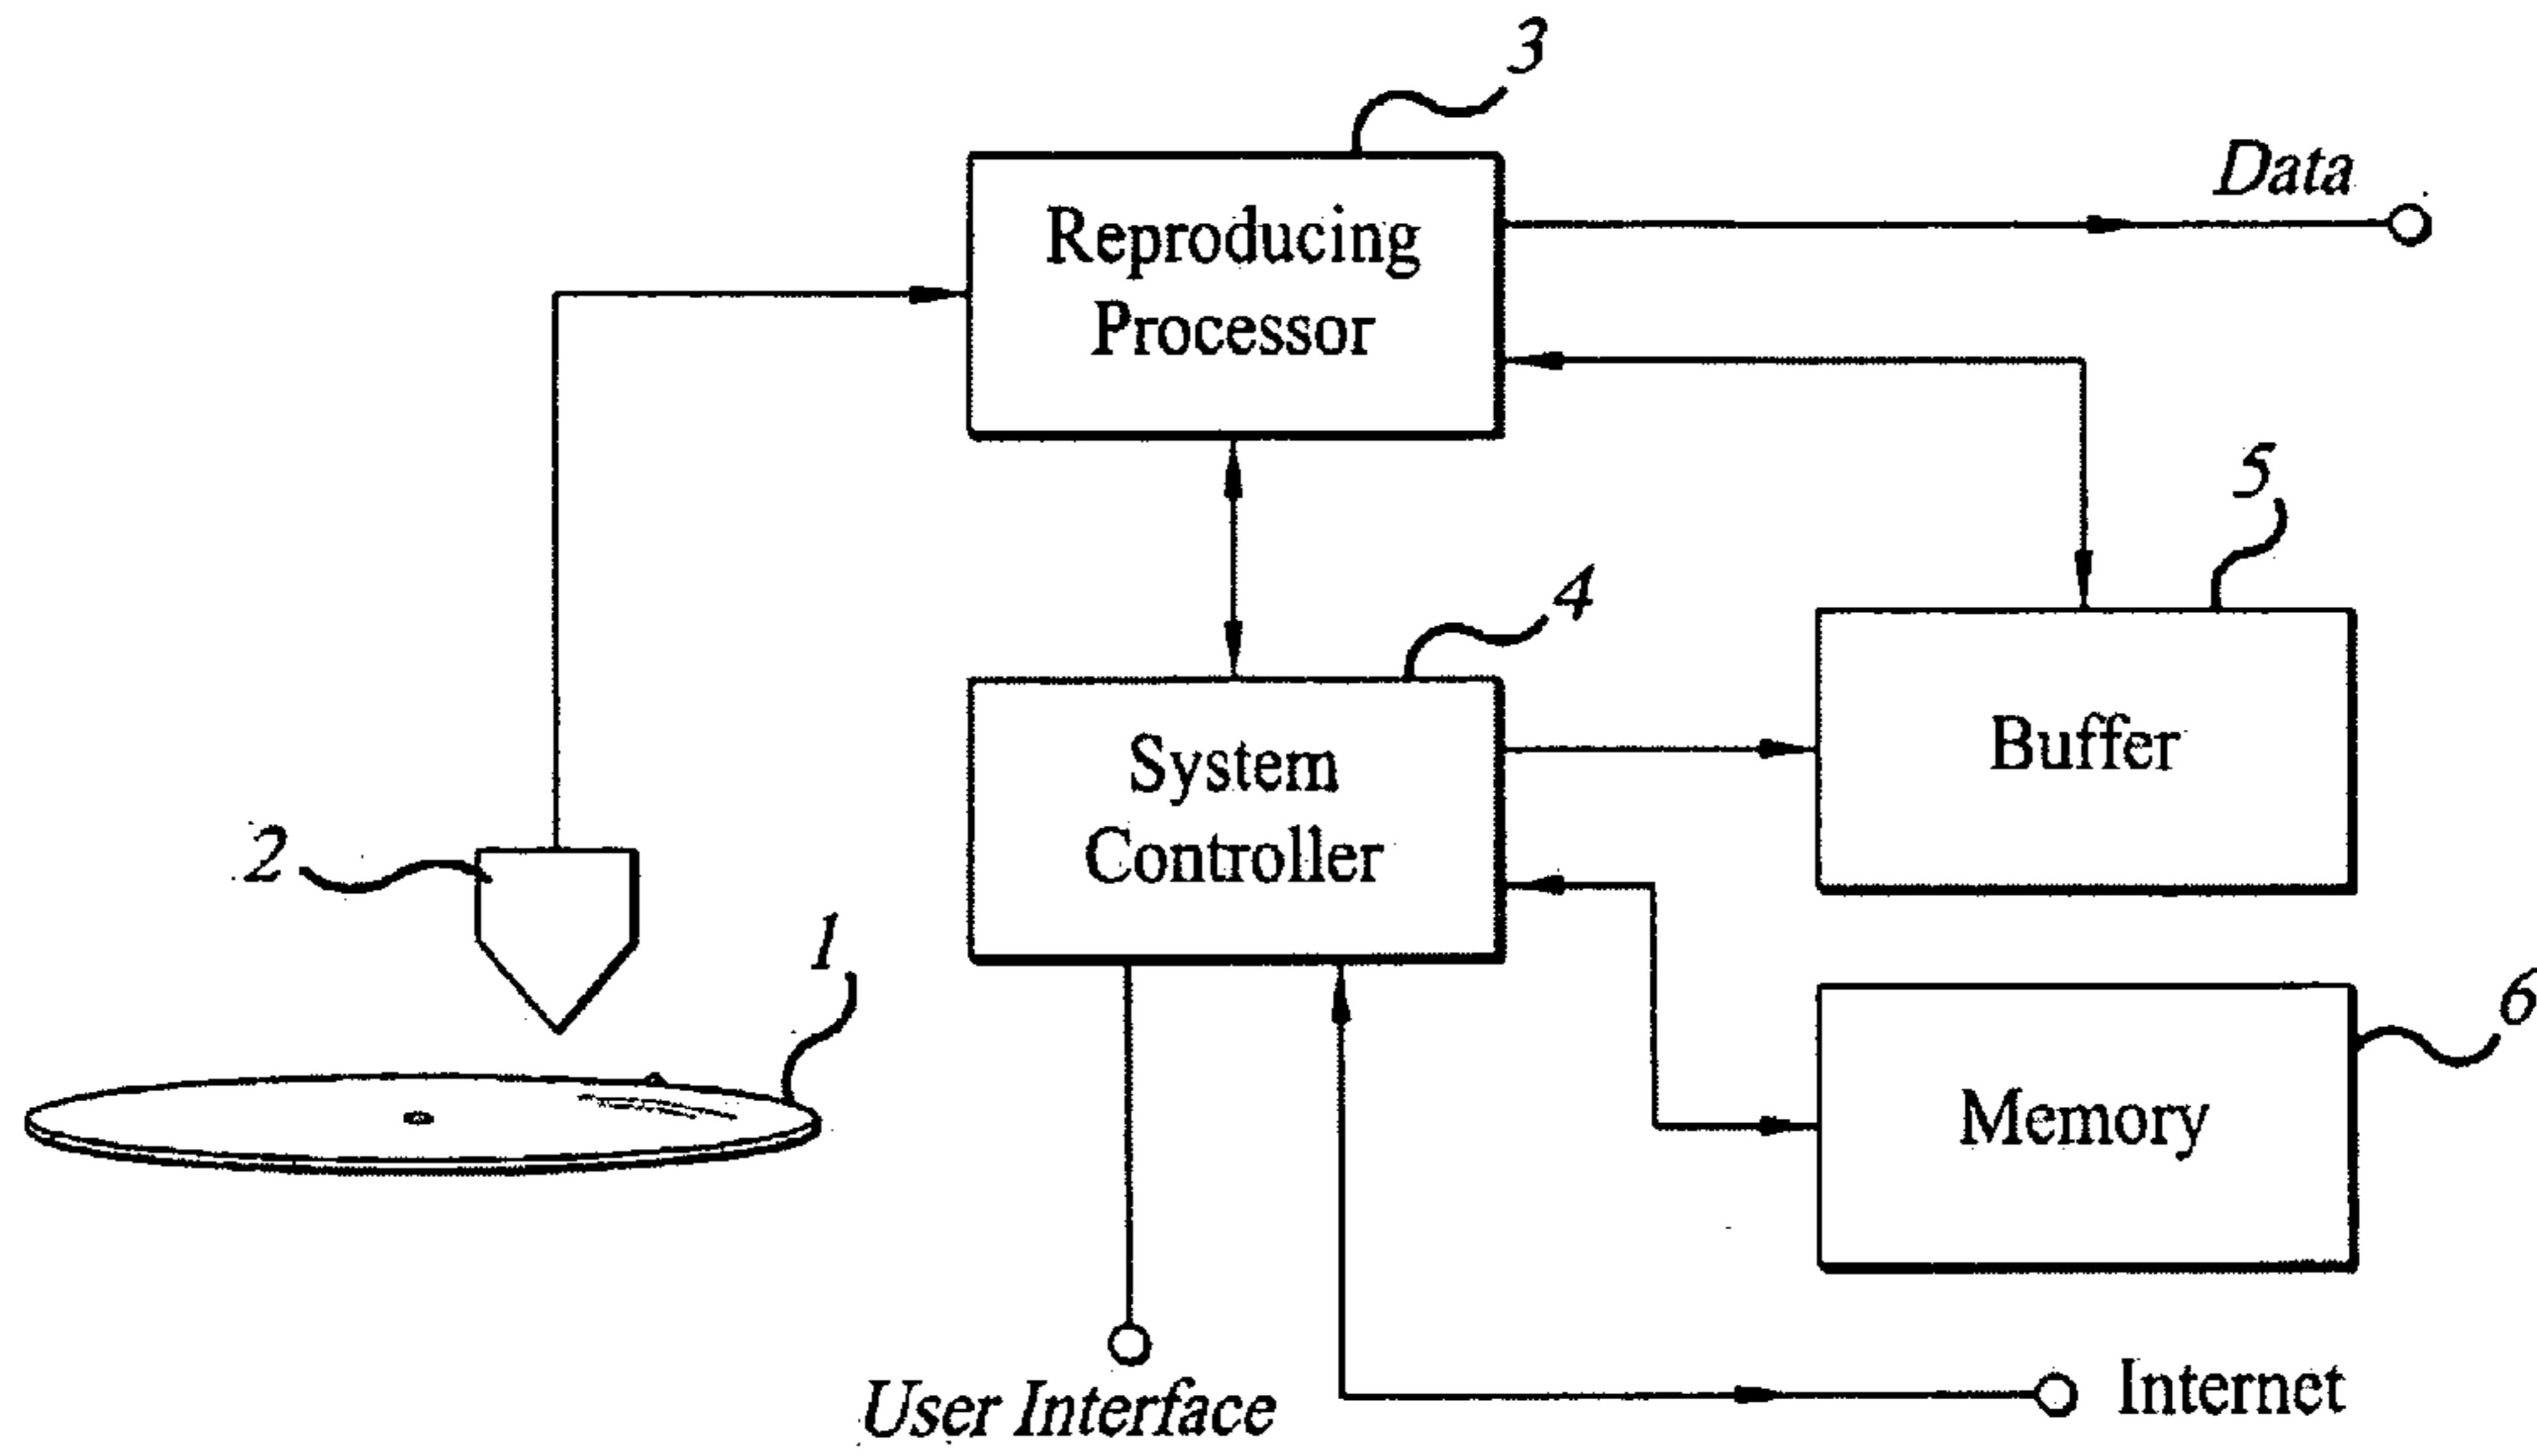 3
Data
Reproducing
Processor
5
4
System
Controller
Buffer
2
1
6
Memory
User Interface
Internet